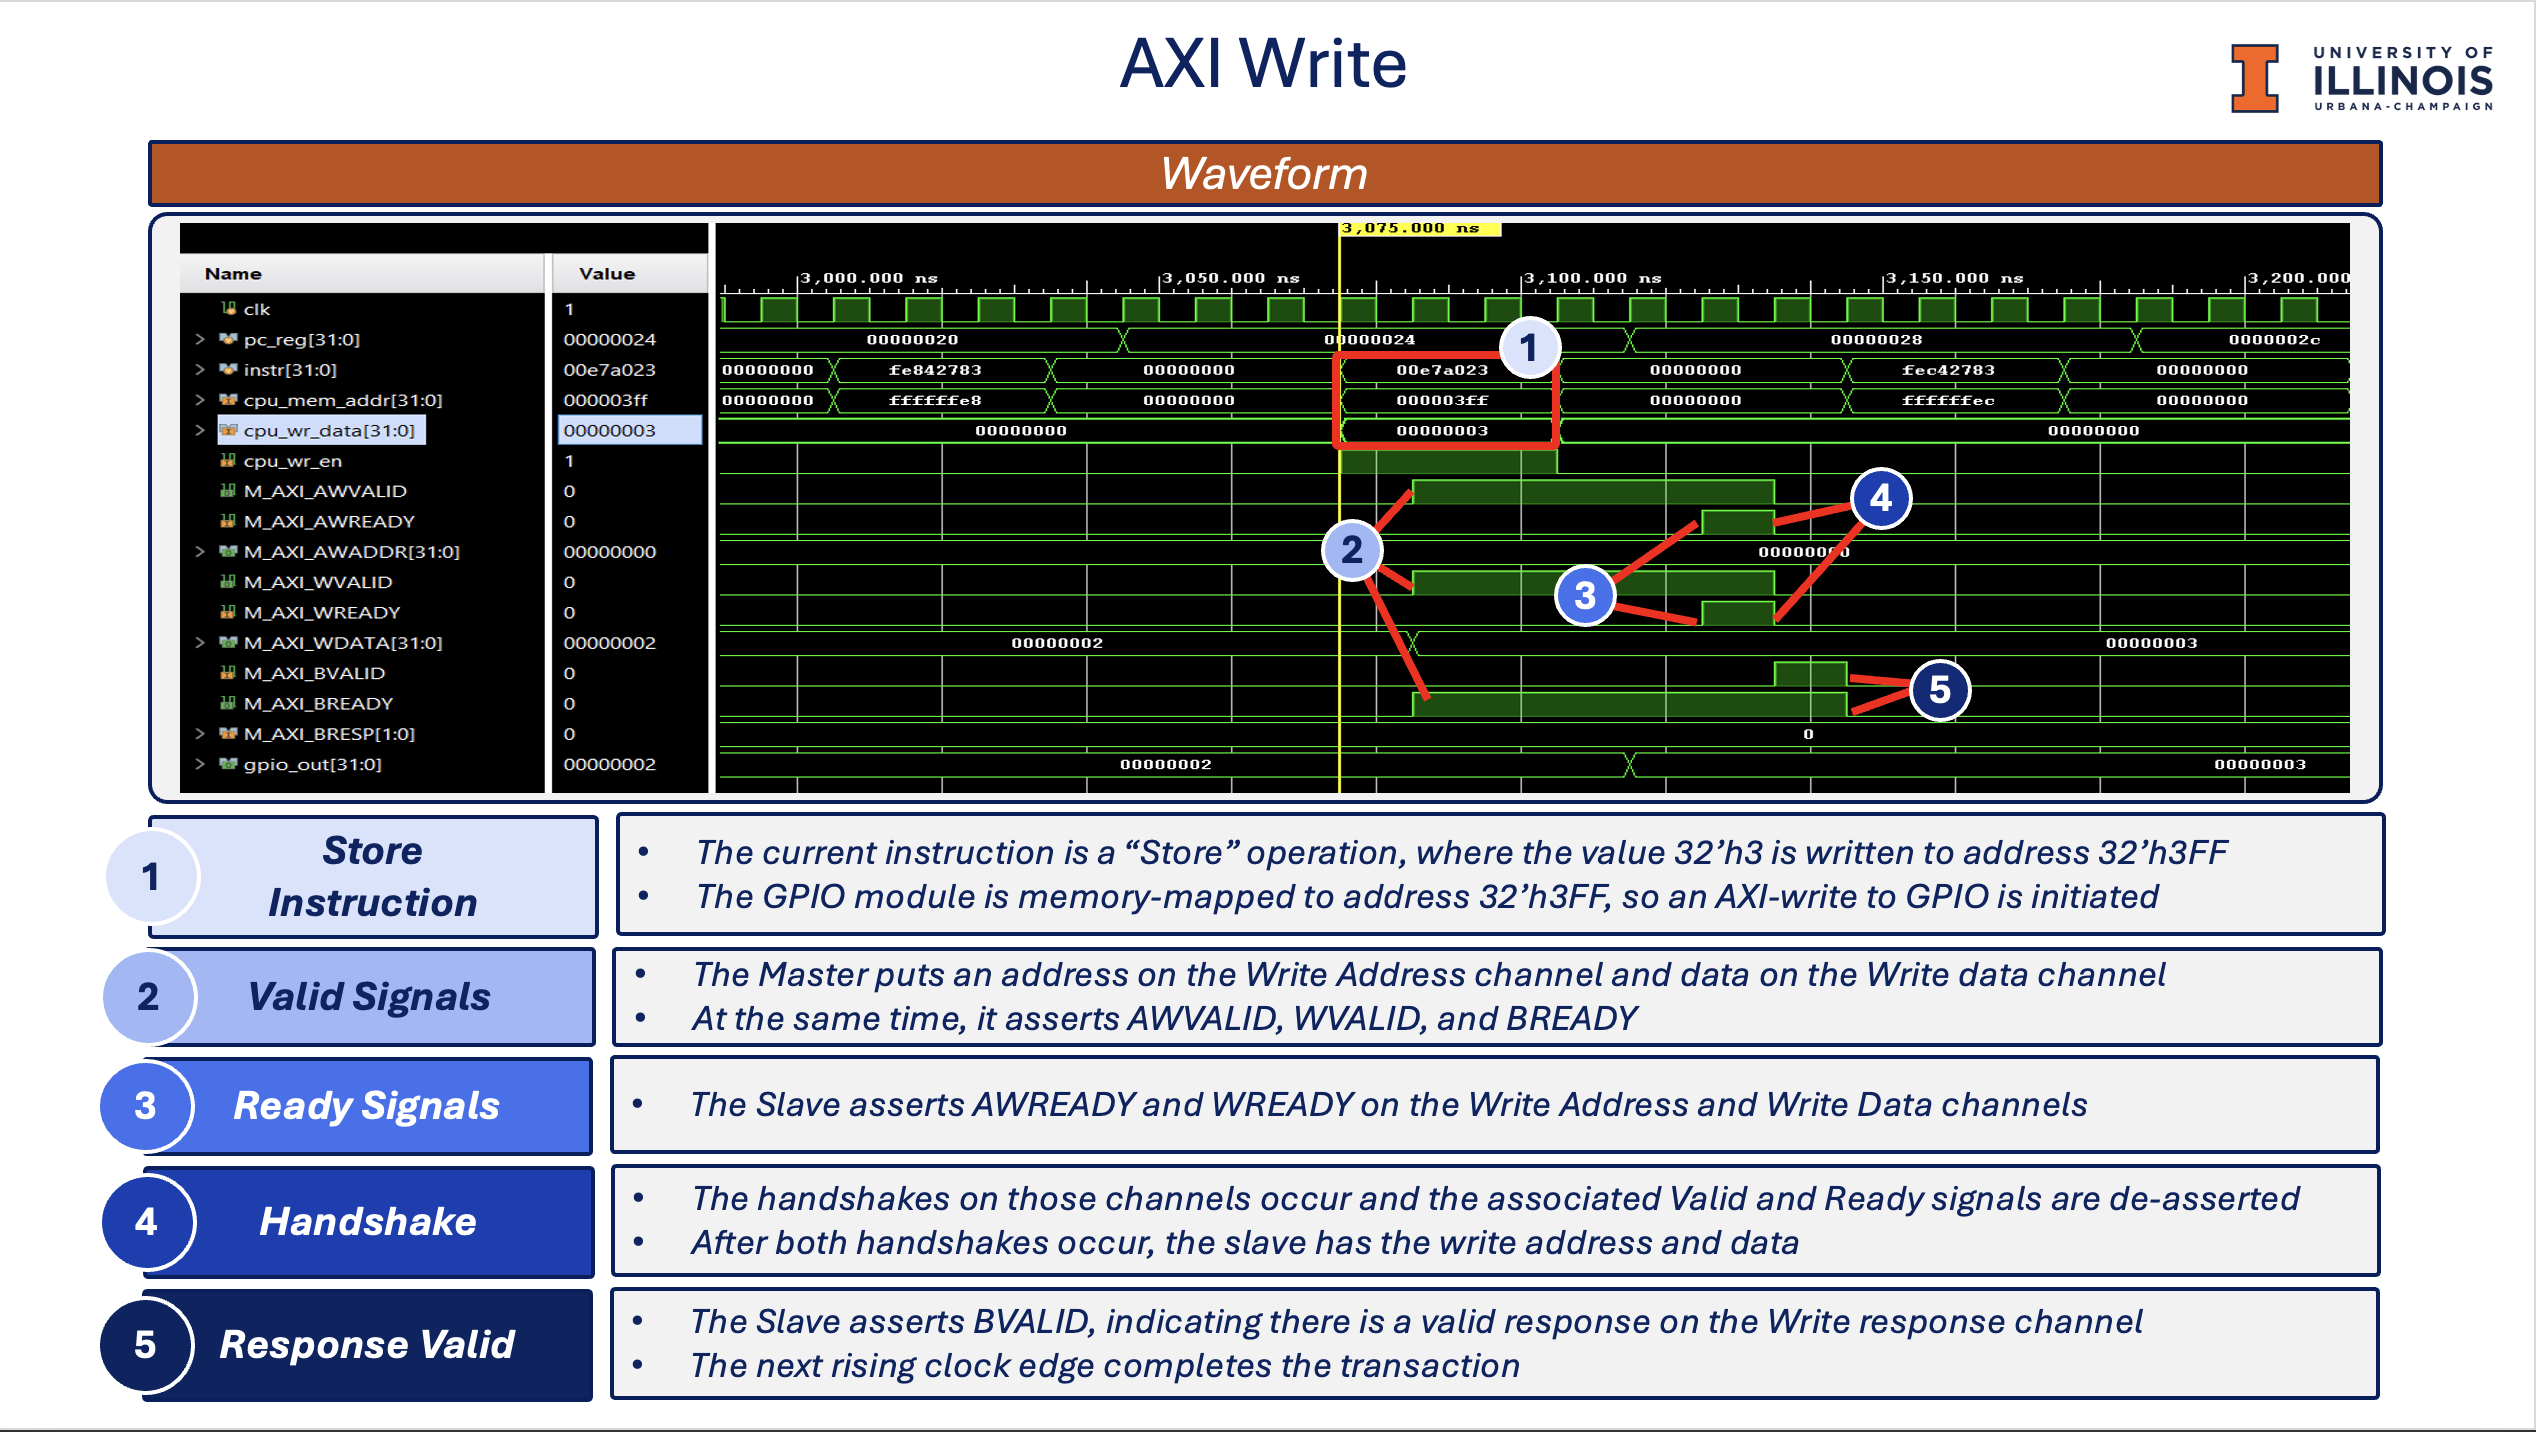 AXI Write
UNIVERSITY OF
ILLINOIS
URBANA-CHAMPAIGN
Waveform
3,075.000 ns
Name Value
3,000.000 ns 3,050.000 ns 3,100.000 ns 3,150.000 ns 3,200.000
clk 1
pc_reg[31:0] 00000024 00000020 00000024 00000028 0000002c
1
instr[31:0] 00e7a023 00000000 fe842783 00000000 00e7a023 00000000 fec42783 00000000
cpu_mem_addr[31:0] 000003ff 00000000 ffffffe8 00000000 000003ff 00000000 ffffffec 00000000
cpu_wr_data[31:0] 00000003 00000000 00000003 00000000
cpu_wr_en 1
M_AXI_AWVALID 0
4
M_AXI_AWREADY 0
2
M_AXI_AWADDR[31:0] 00000000 00000000
M_AXI_WVALID 0
3
M_AXI_WREADY 0
M_AXI_WDATA[31:0] 00000002 00000002 00000003
M_AXI_BVALID 0
5
M_AXI_BREADY 0
M_AXI_BRESP[1:0] 0 0
gpio_out[31:0] 00000002 00000002 00000003
1
Store
Instruction
• The current instruction is a “Store” operation, where the value 32’h3 is written to address 32’h3FF
• The GPIO module is memory-mapped to address 32’h3FF, so an AXI-write to GPIO is initiated
2
Valid Signals
• The Master puts an address on the Write Address channel and data on the Write data channel
• At the same time, it asserts AWVALID, WVALID, and BREADY
3
Ready Signals
• The Slave asserts AWREADY and WREADY on the Write Address and Write Data channels
4
Handshake
• The handshakes on those channels occur and the associated Valid and Ready signals are de-asserted
• After both handshakes occur, the slave has the write address and data
5
Response Valid
• The Slave asserts BVALID, indicating there is a valid response on the Write response channel
• The next rising clock edge completes the transaction